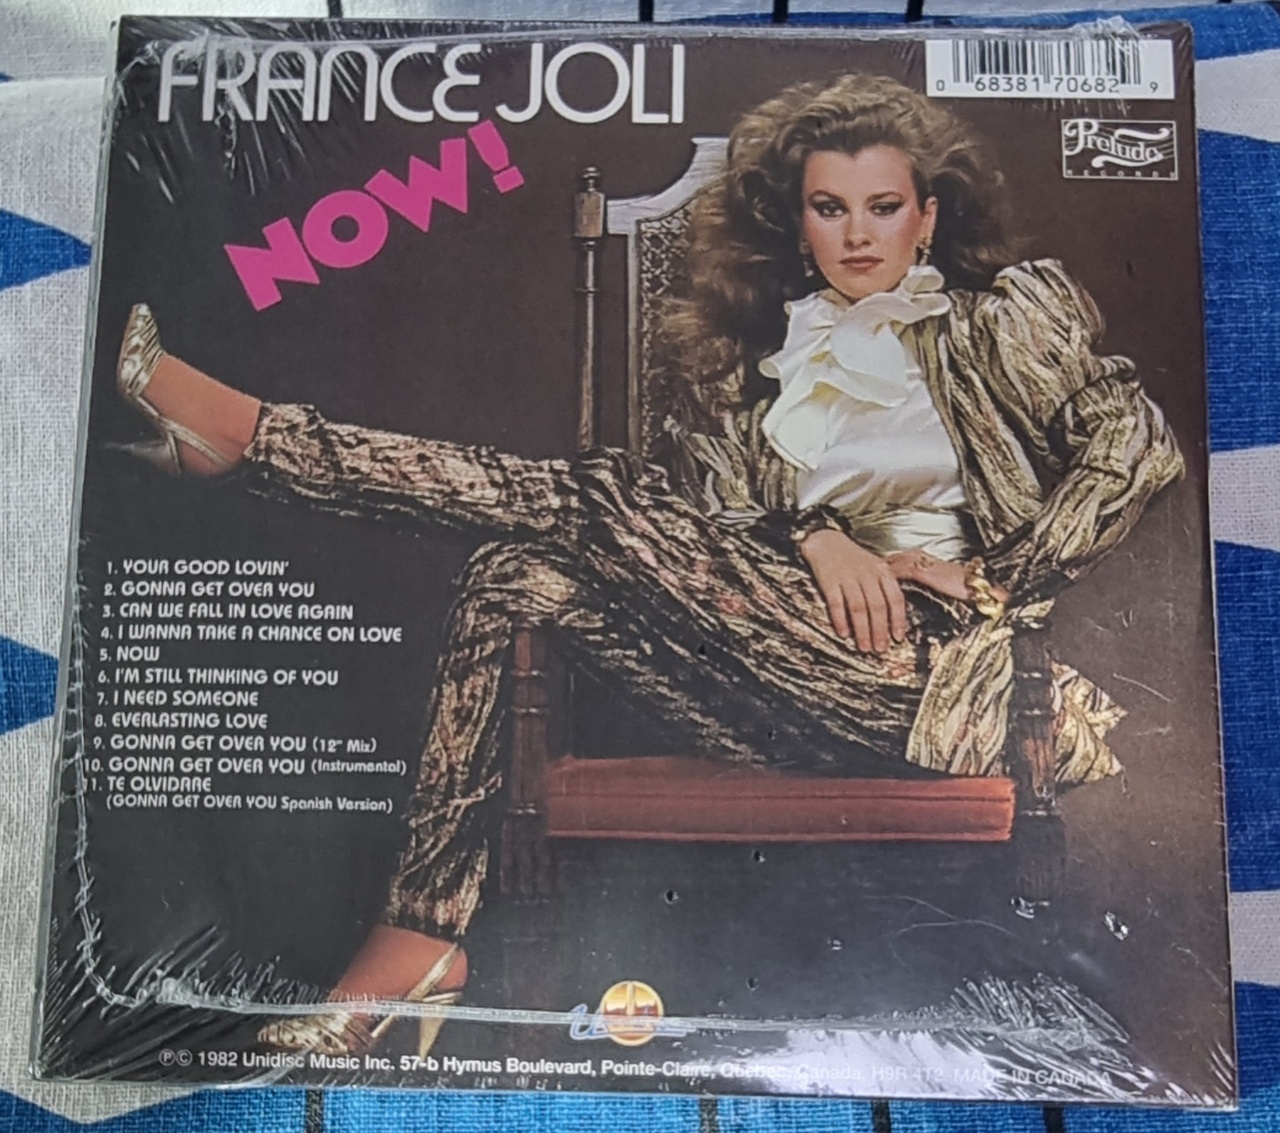 FRANCE JOLI
NOW!
0 68381 70682 9
Prelude
RECORDS
1. YOUR GOOD LOVIN'
2. GONNA GET OVER YOU
3. CAN WE FALL IN LOVE AGAIN
4. I WANNA TAKE A CHANCE ON LOVE
5. NOW
6. I'M STILL THINKING OF YOU
7. I NEED SOMEONE
8. EVERLASTING LOVE
9. GONNA GET OVER YOU (12" Mix)
10. GONNA GET OVER YOU (Instrumental)
11. TE OLVIDARE
(GONNA GET OVER YOU Spanish Version)
℗© 1982 Unidisc Music Inc. 57-b Hymus Boulevard, Pointe-Claire, Quebec, Canada, H9R 4T2 MADE IN CANADA